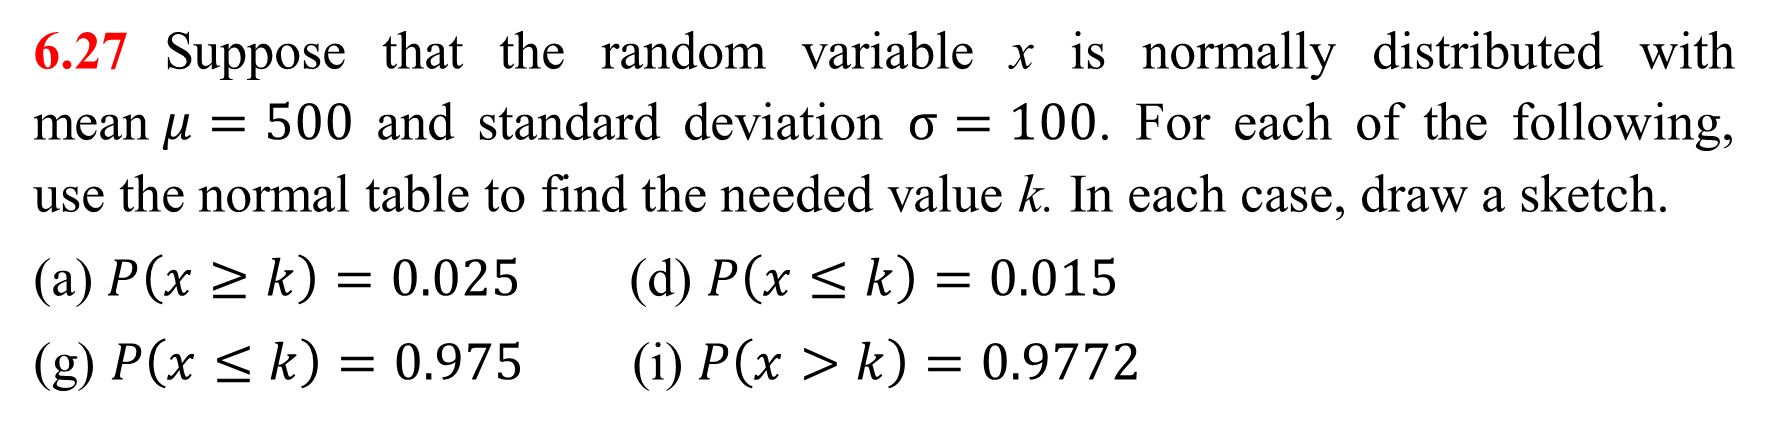 6.27 Suppose that the random variable x is normally distributed with
mean μ = 500 and standard deviation σ = 100. For each of the following,
use the normal table to find the needed value k. In each case, draw a sketch.
(a) P(x ≥ k) = 0.025 (d) P(x ≤ k) = 0.015
(g) P(x ≤ k) = 0.975 (i) P(x > k) = 0.9772